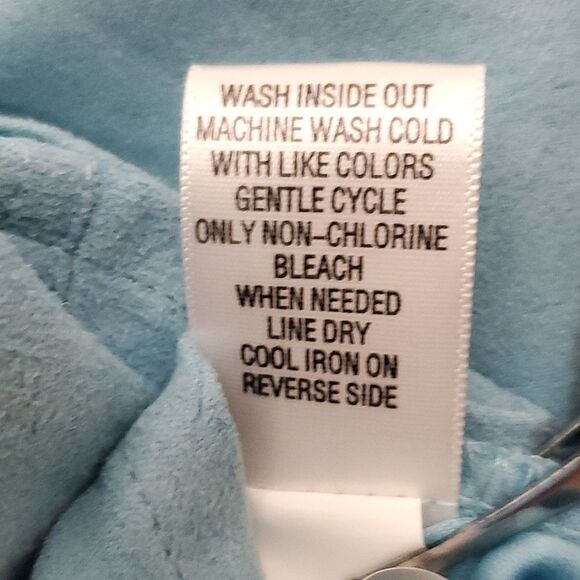 WASH INSIDE OUT
MACHINE WASH COLD
WITH LIKE COLORS
GENTLE CYCLE
ONLY NON-CHLORINE
BLEACH
WHEN NEEDED
LINE DRY
COOL IRON ON
REVERSE SIDE